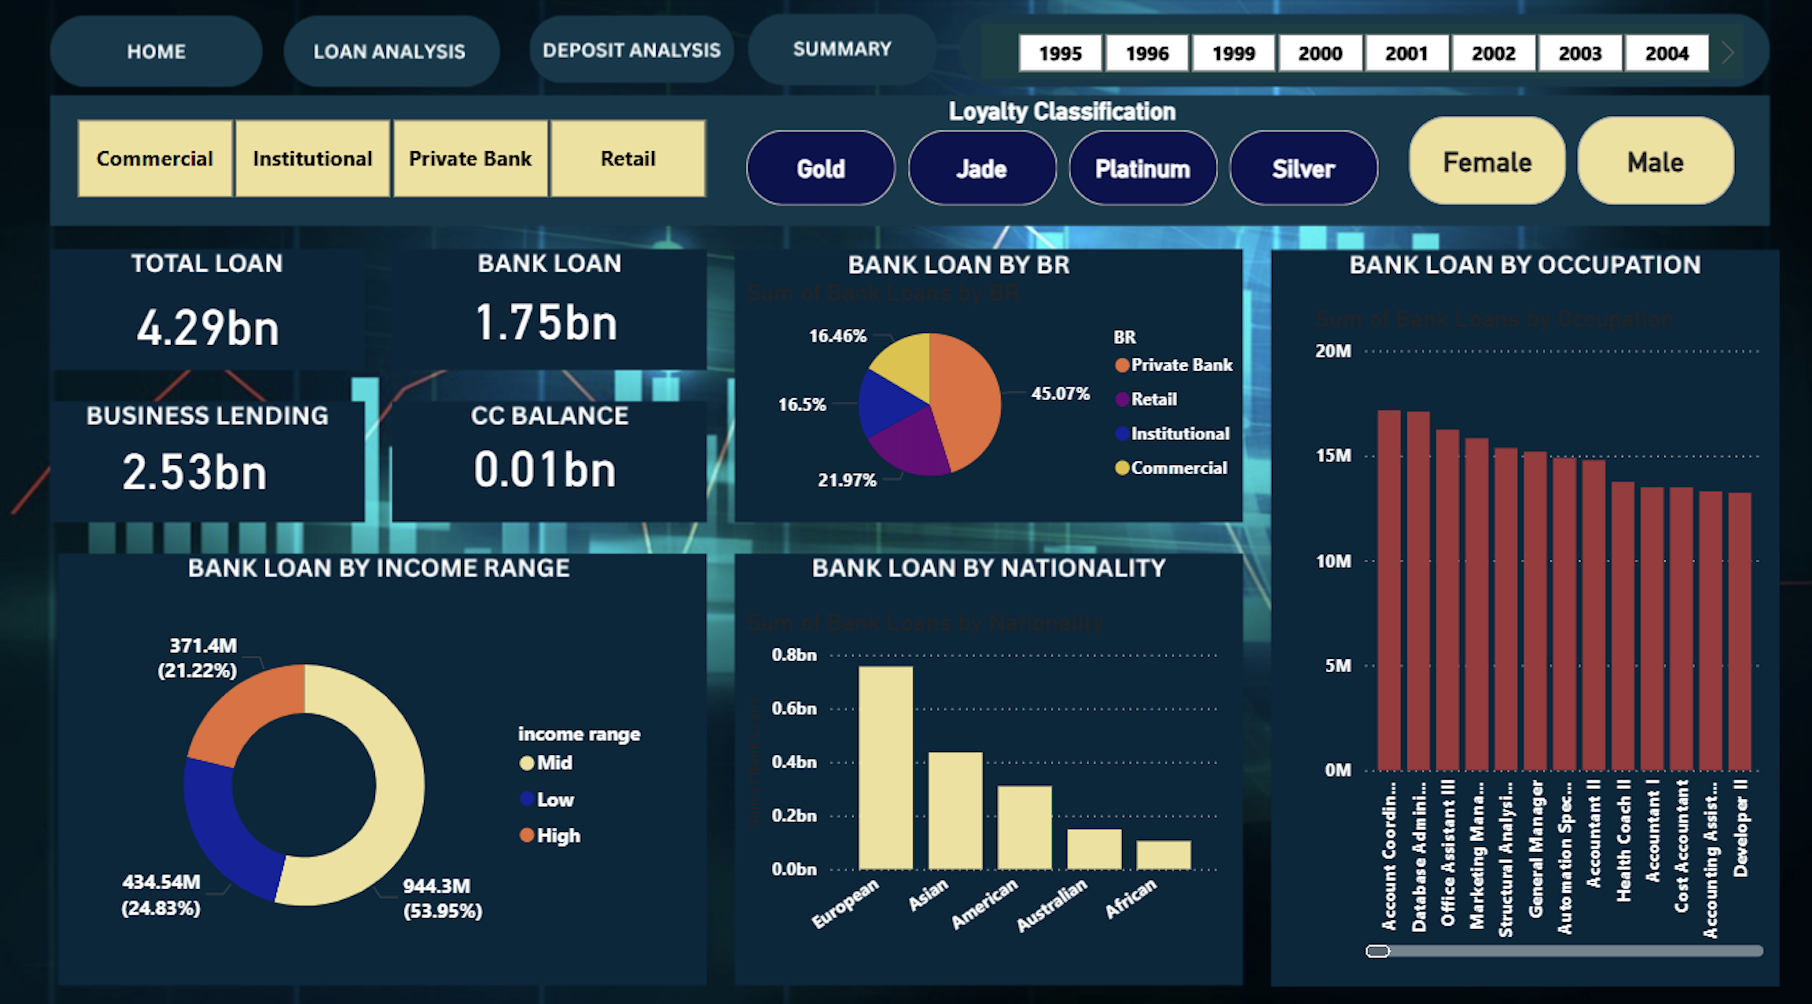 HOME
LOAN ANALYSIS
DEPOSIT ANALYSIS
SUMMARY
1995 1996 1999 2000 2001 2002 2003 2004
Loyalty Classification
Commercial Institutional Private Bank Retail
Gold Jade Platinum Silver
Female Male
TOTAL LOAN
4.29bn
BANK LOAN
1.75bn
BUSINESS LENDING
2.53bn
CC BALANCE
0.01bn
BANK LOAN BY BR
Sum of Bank Loans by BR
16.46%
16.5%
21.97%
45.07%
BR
Private Bank
Retail
Institutional
Commercial
BANK LOAN BY OCCUPATION
Sum of Bank Loans by Occupation
20M
15M
10M
5M
0M
Account Coordin...
Database Admini...
Office Assistant III
Marketing Mana...
Structural Analysi...
General Manager
Automation Spec...
Accountant II
Health Coach II
Accountant I
Cost Accountant
Accounting Assist...
Developer II
BANK LOAN BY INCOME RANGE
371.4M
(21.22%)
434.54M
(24.83%)
944.3M
(53.95%)
income range
Mid
Low
High
BANK LOAN BY NATIONALITY
Sum of Bank Loans by Nationality
0.8bn
0.6bn
0.4bn
0.2bn
0.0bn
European
Asian
American
Australian
African